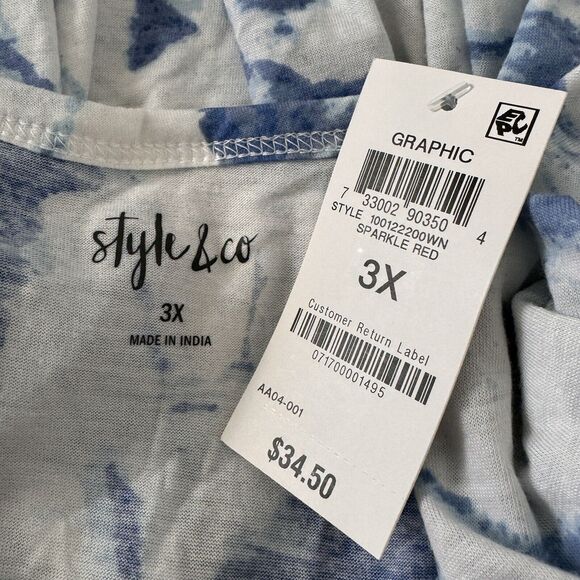 style & co
3X
MADE IN INDIA
EPC™
GRAPHIC
7 33002 90350 4
STYLE 100122200WN
SPARKLE RED
3X
Customer Return Label
071700001495
AA04-001
$34.50